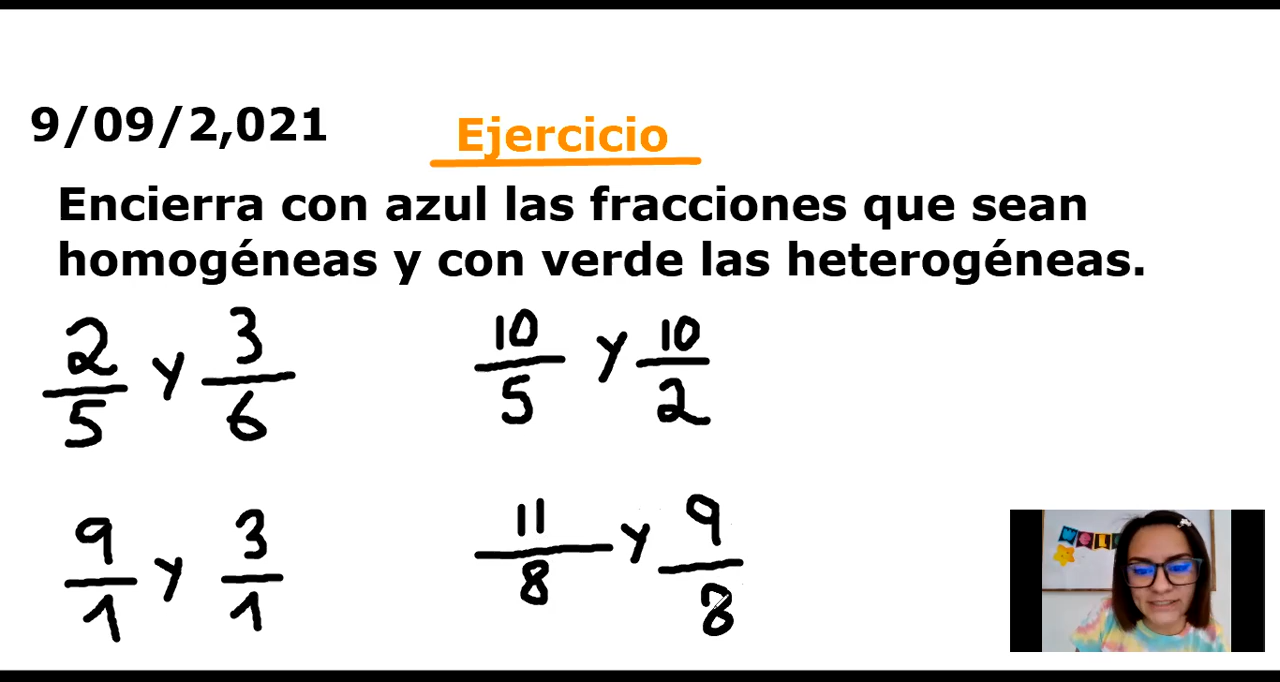 9/09/2,021
Ejercicio
Encierra con azul las fracciones que sean
homogéneas y con verde las heterogéneas.
2/5 y 3/6
10/5 y 10/2
9/1 y 3/1
11/8 y 9/8